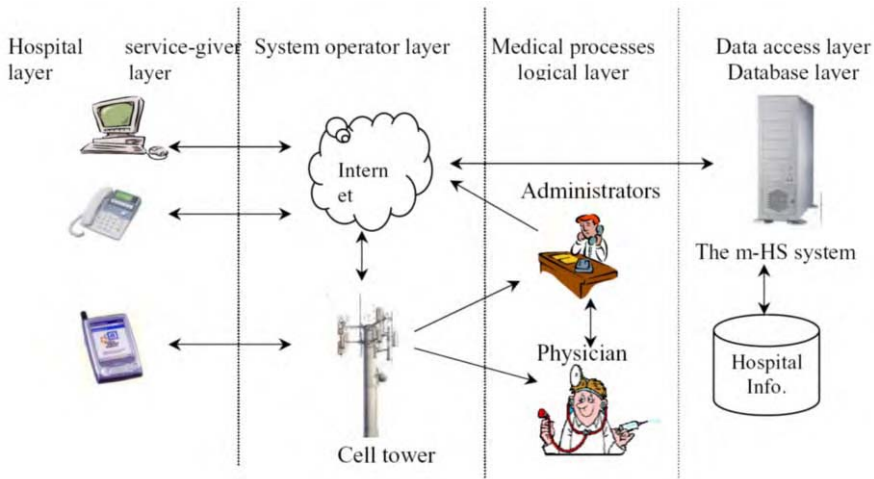 Hospital layer
service-giver layer
System operator layer
Medical processes
logical layer
Data access layer
Database layer
Intern
et
Administrators
The m-HS system
Physician
Hospital
Info.
Cell tower